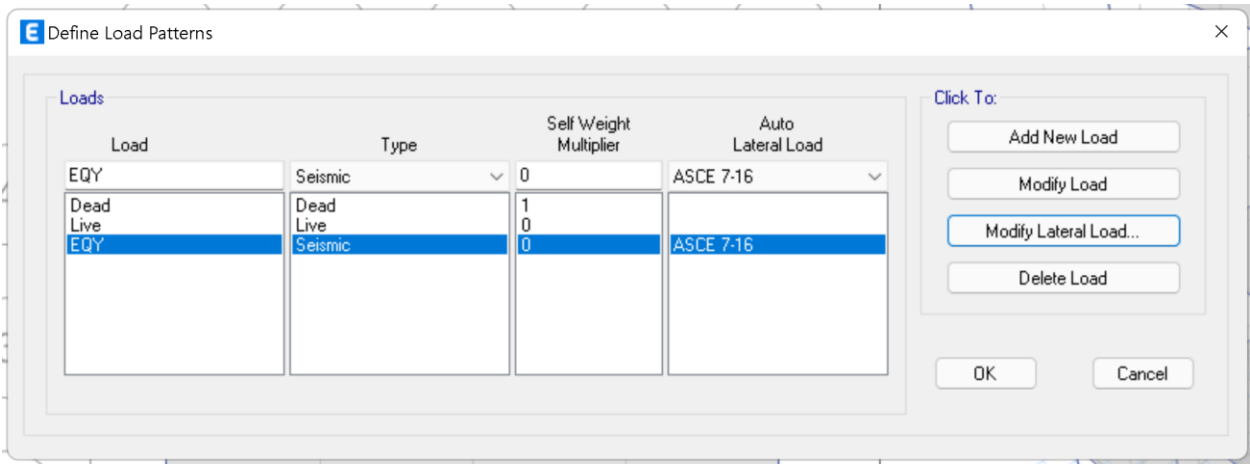 E Define Load Patterns
Loads
Click To:
Load
Type
Self Weight
Multiplier
Auto
Lateral Load
EQY Seismic 0 ASCE 7-16
Dead Dead 1
Live Live 0
EQY Seismic 0 ASCE 7-16
Add New Load
Modify Load
Modify Lateral Load...
Delete Load
OK
Cancel